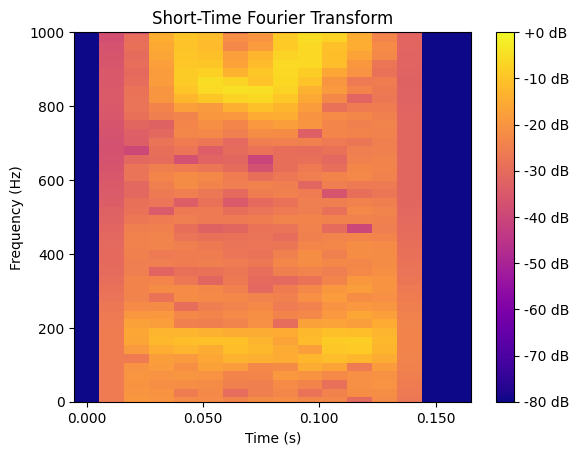 Short-Time Fourier Transform
1000
800
600
400
200
0
Frequency (Hz)
0.000
0.050
0.100
0.150
Time (s)
+0 dB
-10 dB
-20 dB
-30 dB
-40 dB
-50 dB
-60 dB
-70 dB
-80 dB